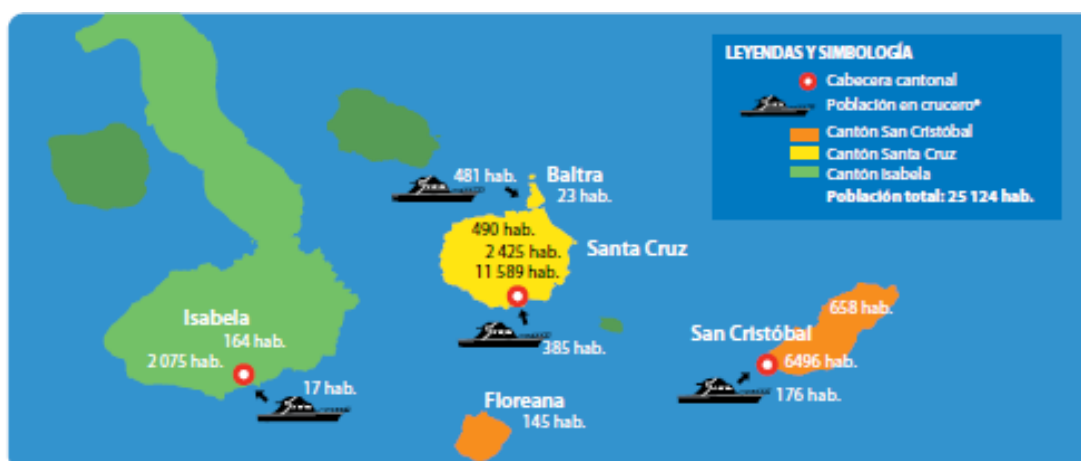 LEYENDAS Y SIMBOLOGÍA
Cabecera cantonal
Población en crucero*
Cantón San Cristóbal
Cantón Santa Cruz
Cantón Isabela
Población total: 25 124 hab.
481 hab.
Baltra
23 hab.
490 hab.
2 425 hab.
11 589 hab.
Santa Cruz
385 hab.
Isabela
164 hab.
2 075 hab.
17 hab.
Floreana
145 hab.
San Cristóbal
658 hab.
6496 hab.
176 hab.